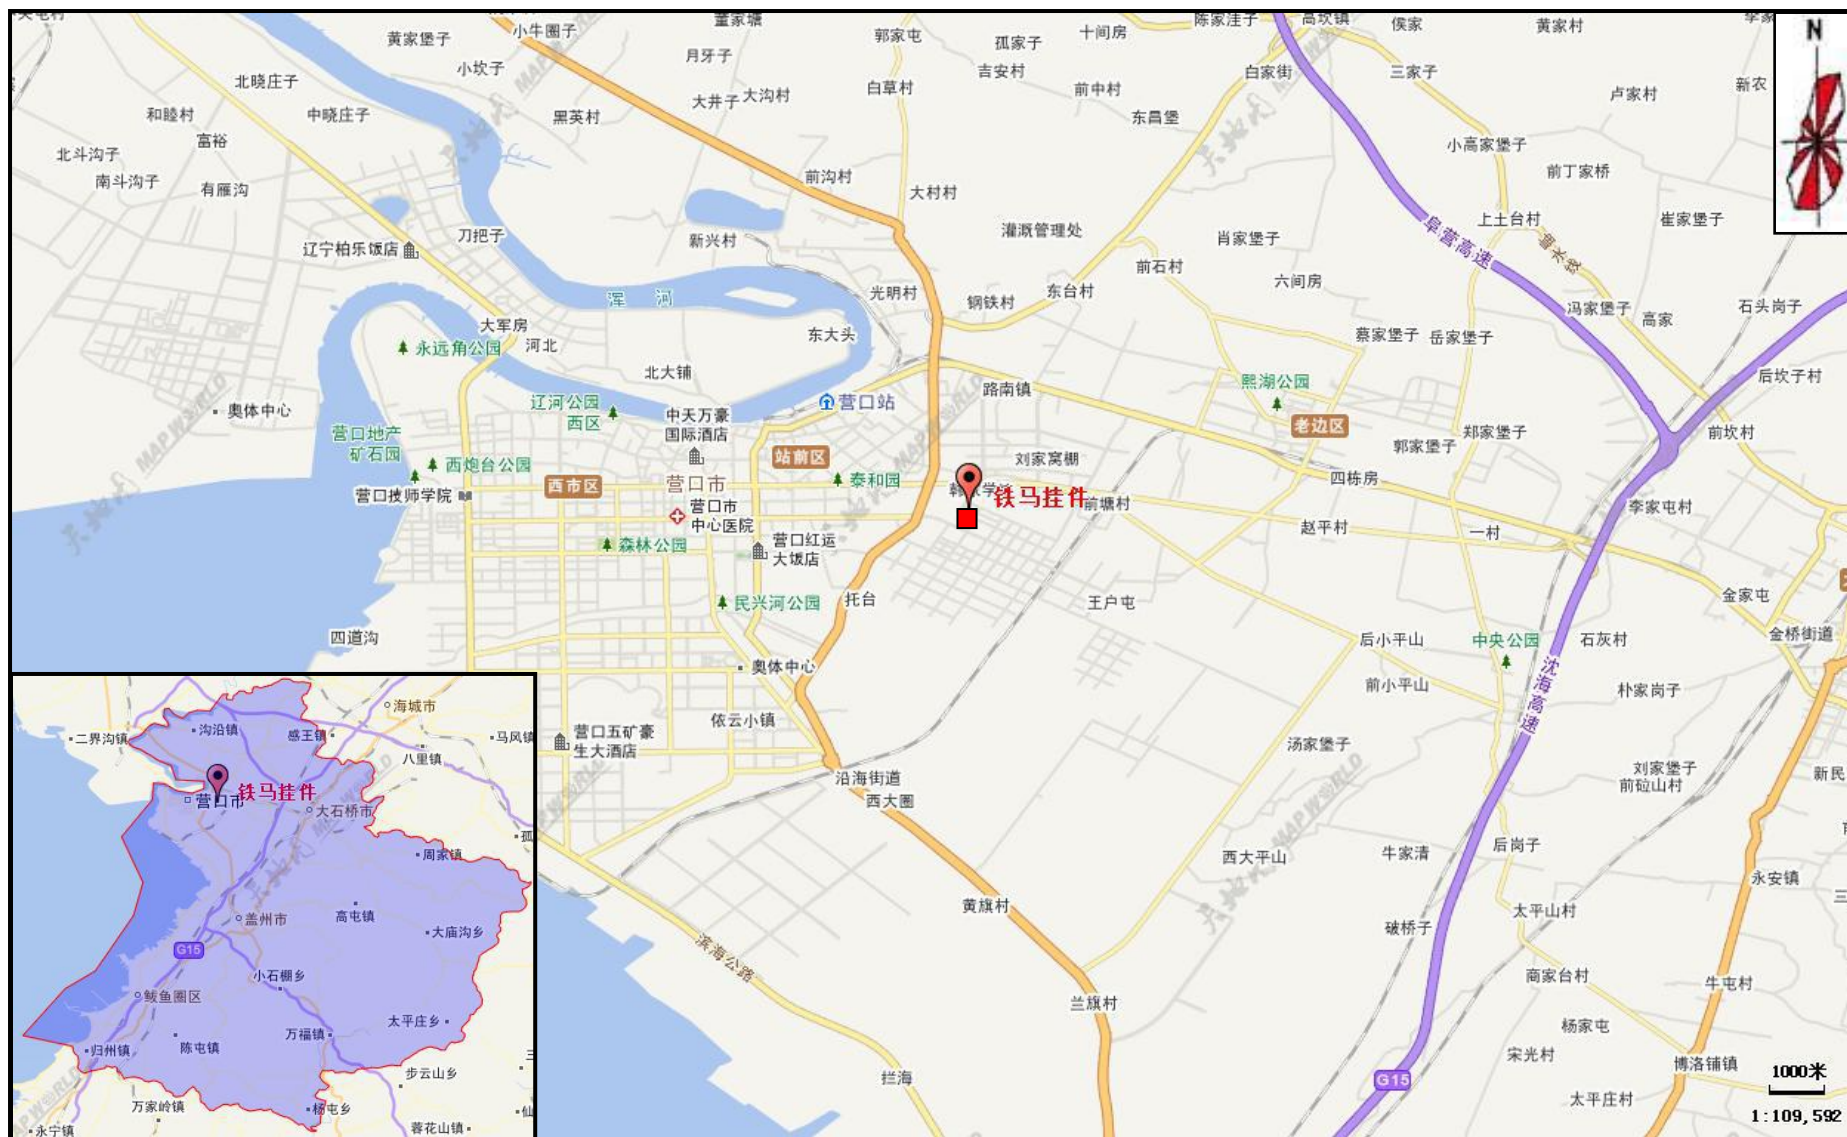 黄家堡子
小牛圈子
董家塘
郭家屯
孤家子
十间房
陈家洼子
高坎镇
侯家
黄家村
N
北晓庄子
小坎子
月牙子
吉安村
白家街
三家子
新农
和睦村
中晓庄子
黑英村
大井子
大沟村
白草村
前中村
东昌堡
卢家村
富裕
北斗沟子
南斗沟子
有雁沟
前沟村
大村村
小高家堡子
前丁家桥
辽宁柏乐饭店
刀把子
新兴村
灌溉管理处
肖家堡子
上土台村
崔家堡子
阜营高速
前石村
六间房
浑 河
光明村
钢铁村
东台村
冯家堡子
高家
石头岗子
大军房
河北
东大头
蔡家堡子
岳家堡子
永远角公园
北大铺
路南镇
熙湖公园
后坎子村
奥体中心
辽河公园
西区
中天万豪
国际酒店
营口站
老边区
营口地产
矿石园
西炮台公园
站前区
刘家窝棚
郭家堡子
郑家堡子
前坎村
营口技师学院
西市区
营口市
泰和园
铁马挂件
前塘村
四栋房
营口市
中心医院
赵平村
一村
李家屯村
森林公园
营口红运
大饭店
民兴河公园
托台
王户屯
金家屯
四道沟
奥体中心
后小平山
中央公园
石灰村
金桥街道
前小平山
沈海高速
朴家岗子
依云小镇
营口五矿豪
生大酒店
汤家堡子
沿海街道
西大圈
刘家堡子
前砬山村
新民
西大平山
牛家清
后岗子
永安镇
黄旗村
破桥子
太平山村
滨海公路
商家台村
牛屯村
兰旗村
杨家屯
宋光村
博洛铺镇
拦海
G15
太平庄村
1000米
1:109,592
海城市
二界沟镇
沟沿镇
感王镇
马风镇
八里镇
铁马挂件
营口市
大石桥市
孤
周家镇
盖州市
高屯镇
大庙沟乡
G15
小石棚乡
鲅鱼圈区
太平庄乡
归州镇
陈屯镇
万福镇
步云山乡
万家岭镇
杨屯乡
永宁镇
蓉花山镇
仙
MAP W@RLD